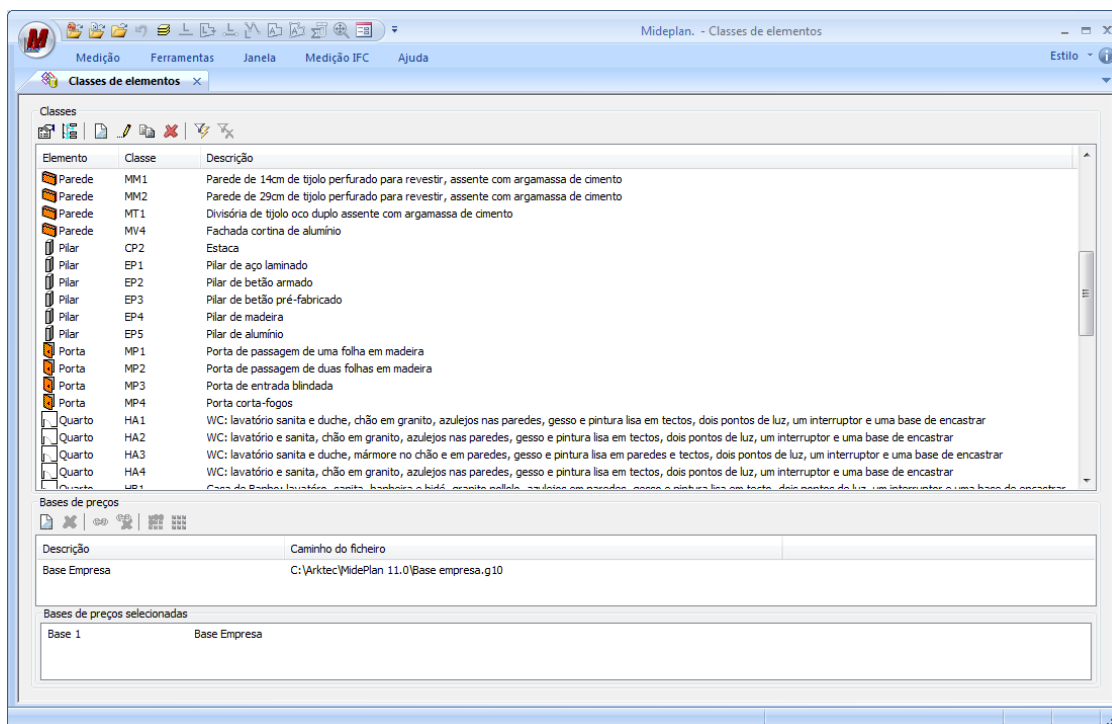 Mideplan. - Classes de elementos
Medição Ferramentas Janela Medição IFC Ajuda Estilo
Classes de elementos
Classes
Elemento Classe Descrição
Parede MM1 Parede de 14cm de tijolo perfurado para revestir, assente com argamassa de cimento
Parede MM2 Parede de 29cm de tijolo perfurado para revestir, assente com argamassa de cimento
Parede MT1 Divisória de tijolo oco duplo assente com argamassa de cimento
Parede MV4 Fachada cortina de alumínio
Pilar CP2 Estaca
Pilar EP1 Pilar de aço laminado
Pilar EP2 Pilar de betão armado
Pilar EP3 Pilar de betão pré-fabricado
Pilar EP4 Pilar de madeira
Pilar EP5 Pilar de alumínio
Porta MP1 Porta de passagem de uma folha em madeira
Porta MP2 Porta de passagem de duas folhas em madeira
Porta MP3 Porta de entrada blindada
Porta MP4 Porta corta-fogos
Quarto HA1 WC: lavatório sanita e duche, chão em granito, azulejos nas paredes, gesso e pintura lisa em tectos, dois pontos de luz, um interruptor e uma base de encastrar
Quarto HA2 WC: lavatório e sanita, chão em granito, azulejos nas paredes, gesso e pintura lisa em tectos, dois pontos de luz, um interruptor e uma base de encastrar
Quarto HA3 WC: lavatório sanita e duche, mármore no chão e em paredes, gesso e pintura lisa em paredes e tectos, dois pontos de luz, um interruptor e uma base de encastrar
Quarto HA4 WC: lavatório e sanita, chão em granito, azulejos nas paredes, gesso e pintura lisa em tectos, dois pontos de luz, um interruptor e uma base de encastrar
Quarto HB1 Casa de Banho: lavatório, sanita, banheira e bidé, granito
Bases de preços
Descrição Caminho do ficheiro
Base Empresa C:\Arktec\MidePlan 11.0\Base empresa.g10
Bases de preços selecionadas
Base 1 Base Empresa